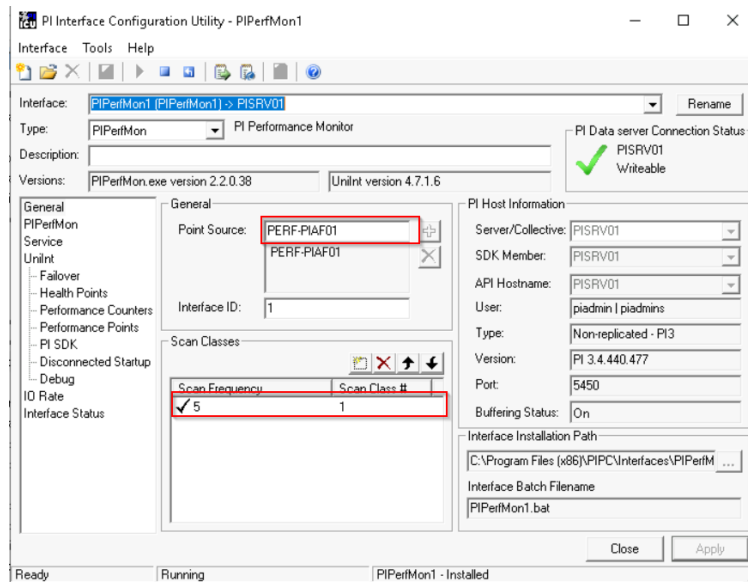 PI Interface Configuration Utility - PIPerfMon1
Interface Tools Help
Interface: PIPerfMon1 (PIPerfMon1) -> PISRV01 Rename
Type: PIPerfMon PI Performance Monitor
Description:
Versions: PIPerfMon.exe version 2.2.0.38 UniInt version 4.7.1.6
PI Data server Connection Status
PISRV01
Writeable
General
PIPerfMon
Service
UniInt
Failover
Health Points
Performance Counters
Performance Points
PI SDK
Disconnected Startup
Debug
IO Rate
Interface Status
General
Point Source: PERF-PIAF01
PERF-PIAF01
Interface ID: 1
Scan Classes
Scan Frequency Scan Class #
5 1
PI Host Information
Server/Collective: PISRV01
SDK Member: PISRV01
API Hostname: PISRV01
User: piadmin | piadmins
Type: Non-replicated - PI3
Version: PI 3.4.440.477
Port: 5450
Buffering Status: On
Interface Installation Path
C:\Program Files (x86)\PIPC\Interfaces\PIPerfM ...
Interface Batch Filename
PIPerfMon1.bat
Close Apply
Ready Running PIPerfMon1 - Installed